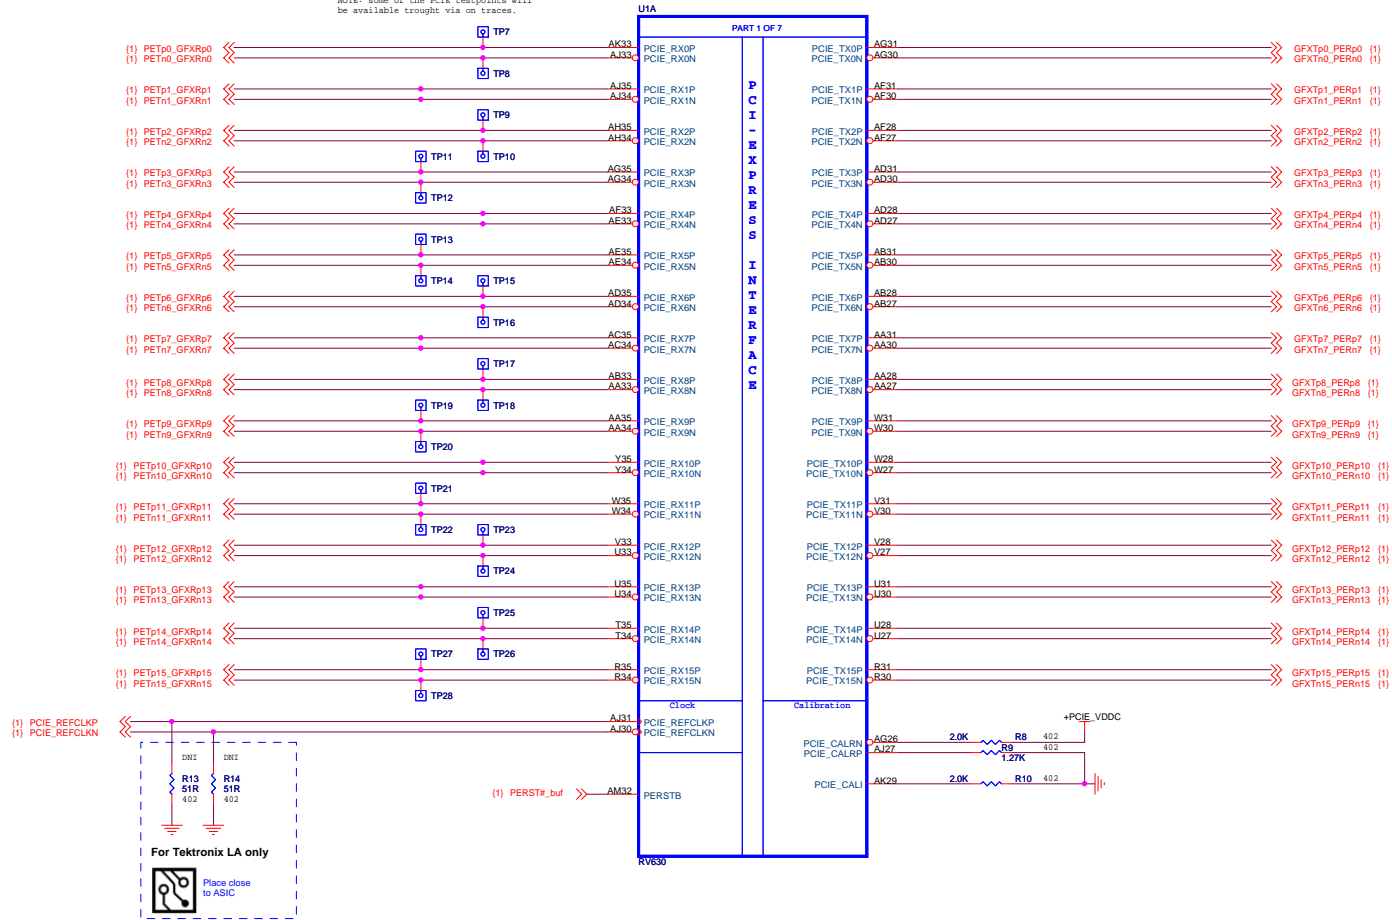 NOTE: some of the PCIE testpoints will
be available trought via on traces.
U1A
PART 1 OF 7
TP7
{1} PETp0_GFXRp0 AK33 PCIE_RX0P PCIE_TX0P AG31 GFXTp0_PERp0 {1}
{1} PETn0_GFXRn0 AJ33 PCIE_RX0N PCIE_TX0N AG30 GFXTn0_PERn0 {1}
TP8
{1} PETp1_GFXRp1 AJ35 PCIE_RX1P PCIE_TX1P AF31 GFXTp1_PERp1 {1}
{1} PETn1_GFXRn1 AJ34 PCIE_RX1N PCIE_TX1N AF30 GFXTn1_PERn1 {1}
TP9
{1} PETp2_GFXRp2 AH35 PCIE_RX2P PCIE_TX2P AF28 GFXTp2_PERp2 {1}
{1} PETn2_GFXRn2 AH34 PCIE_RX2N PCIE_TX2N AF27 GFXTn2_PERn2 {1}
TP11 TP10
{1} PETp3_GFXRp3 AG35 PCIE_RX3P PCIE_TX3P AD31 GFXTp3_PERp3 {1}
{1} PETn3_GFXRn3 AG34 PCIE_RX3N PCIE_TX3N AD30 GFXTn3_PERn3 {1}
TP12
{1} PETp4_GFXRp4 AF33 PCIE_RX4P PCIE_TX4P AD28 GFXTp4_PERp4 {1}
{1} PETn4_GFXRn4 AE33 PCIE_RX4N PCIE_TX4N AD27 GFXTn4_PERn4 {1}
TP13
{1} PETp5_GFXRp5 AE35 PCIE_RX5P PCIE_TX5P AB31 GFXTp5_PERp5 {1}
{1} PETn5_GFXRn5 AE34 PCIE_RX5N PCIE_TX5N AB30 GFXTn5_PERn5 {1}
TP14 TP15
{1} PETp6_GFXRp6 AD35 PCIE_RX6P PCIE_TX6P AB28 GFXTp6_PERp6 {1}
{1} PETn6_GFXRn6 AD34 PCIE_RX6N PCIE_TX6N AB27 GFXTn6_PERn6 {1}
TP16
{1} PETp7_GFXRp7 AC35 PCIE_RX7P PCIE_TX7P AA31 GFXTp7_PERp7 {1}
{1} PETn7_GFXRn7 AC34 PCIE_RX7N PCIE_TX7N AA30 GFXTn7_PERn7 {1}
TP17
{1} PETp8_GFXRp8 AB33 PCIE_RX8P PCIE_TX8P AA28 GFXTp8_PERp8 {1}
{1} PETn8_GFXRn8 AA33 PCIE_RX8N PCIE_TX8N AA27 GFXTn8_PERn8 {1}
TP19 TP18
{1} PETp9_GFXRp9 AA35 PCIE_RX9P PCIE_TX9P W31 GFXTp9_PERp9 {1}
{1} PETn9_GFXRn9 AA34 PCIE_RX9N PCIE_TX9N W30 GFXTn9_PERn9 {1}
TP20
{1} PETp10_GFXRp10 Y35 PCIE_RX10P PCIE_TX10P W28 GFXTp10_PERp10 {1}
{1} PETn10_GFXRn10 Y34 PCIE_RX10N PCIE_TX10N W27 GFXTn10_PERn10 {1}
TP21
{1} PETp11_GFXRp11 W35 PCIE_RX11P PCIE_TX11P V31 GFXTp11_PERp11 {1}
{1} PETn11_GFXRn11 W34 PCIE_RX11N PCIE_TX11N V30 GFXTn11_PERn11 {1}
TP22 TP23
{1} PETp12_GFXRp12 V33 PCIE_RX12P PCIE_TX12P V28 GFXTp12_PERp12 {1}
{1} PETn12_GFXRn12 U33 PCIE_RX12N PCIE_TX12N V27 GFXTn12_PERn12 {1}
TP24
{1} PETp13_GFXRp13 U35 PCIE_RX13P PCIE_TX13P U31 GFXTp13_PERp13 {1}
{1} PETn13_GFXRn13 U34 PCIE_RX13N PCIE_TX13N U30 GFXTn13_PERn13 {1}
TP25
{1} PETp14_GFXRp14 T35 PCIE_RX14P PCIE_TX14P U28 GFXTp14_PERp14 {1}
{1} PETn14_GFXRn14 T34 PCIE_RX14N PCIE_TX14N U27 GFXTn14_PERn14 {1}
TP27 TP26
{1} PETp15_GFXRp15 R35 PCIE_RX15P PCIE_TX15P R31 GFXTp15_PERp15 {1}
{1} PETn15_GFXRn15 R34 PCIE_RX15N PCIE_TX15N R30 GFXTn15_PERn15 {1}
TP28
PCI-EXPRESS INTERFACE
Clock Calibration
{1} PCIE_REFCLKP AJ31 PCIE_REFCLKP
{1} PCIE_REFCLKN AJ30 PCIE_REFCLKN
+PCIE_VDDC
PCIE_CALRN AG26 2.0K R8 402
PCIE_CALRP AJ27 R9 402
1.27K
PCIE_CALI AK29 2.0K R10 402
DNI DNI
R13 R14
51R 51R
402 402
{1} PERST#_buf AM32 PERSTB
For Tektronix LA only
Place close
to ASIC
RV630